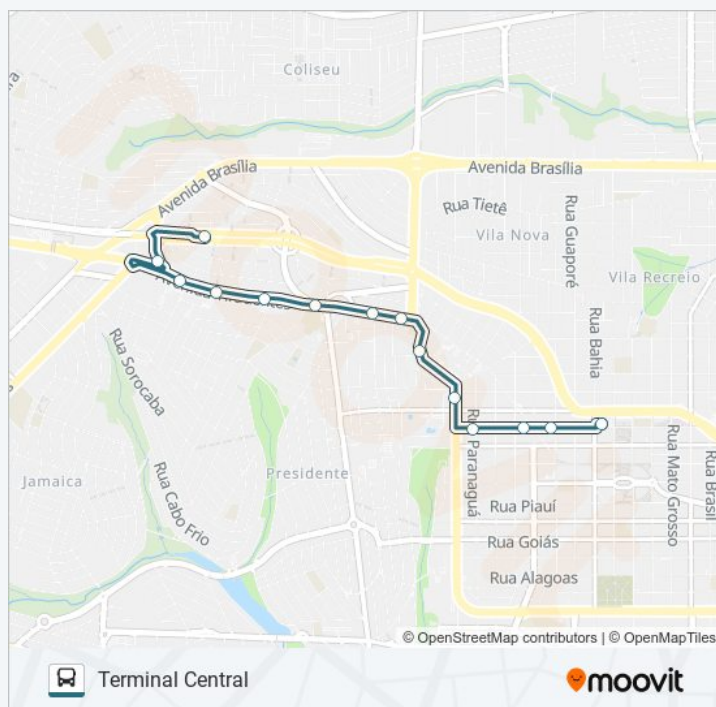 Coliseu
Avenida Brasília
Avenida Brasília
Rua Tietê
Vila Nova
Rua Guaporé
Vila Recreio
Rua Bahia
Rua Sorocaba
Rua Paranaguá
Rua Mato Grosso
Rua Brasil
Jamaica
Presidente
Rua Cabo Frio
Rua Piauí
Rua Goiás
Rua Alagoas
© OpenStreetMap contributors | © OpenMapTiles
Terminal Central
moovit